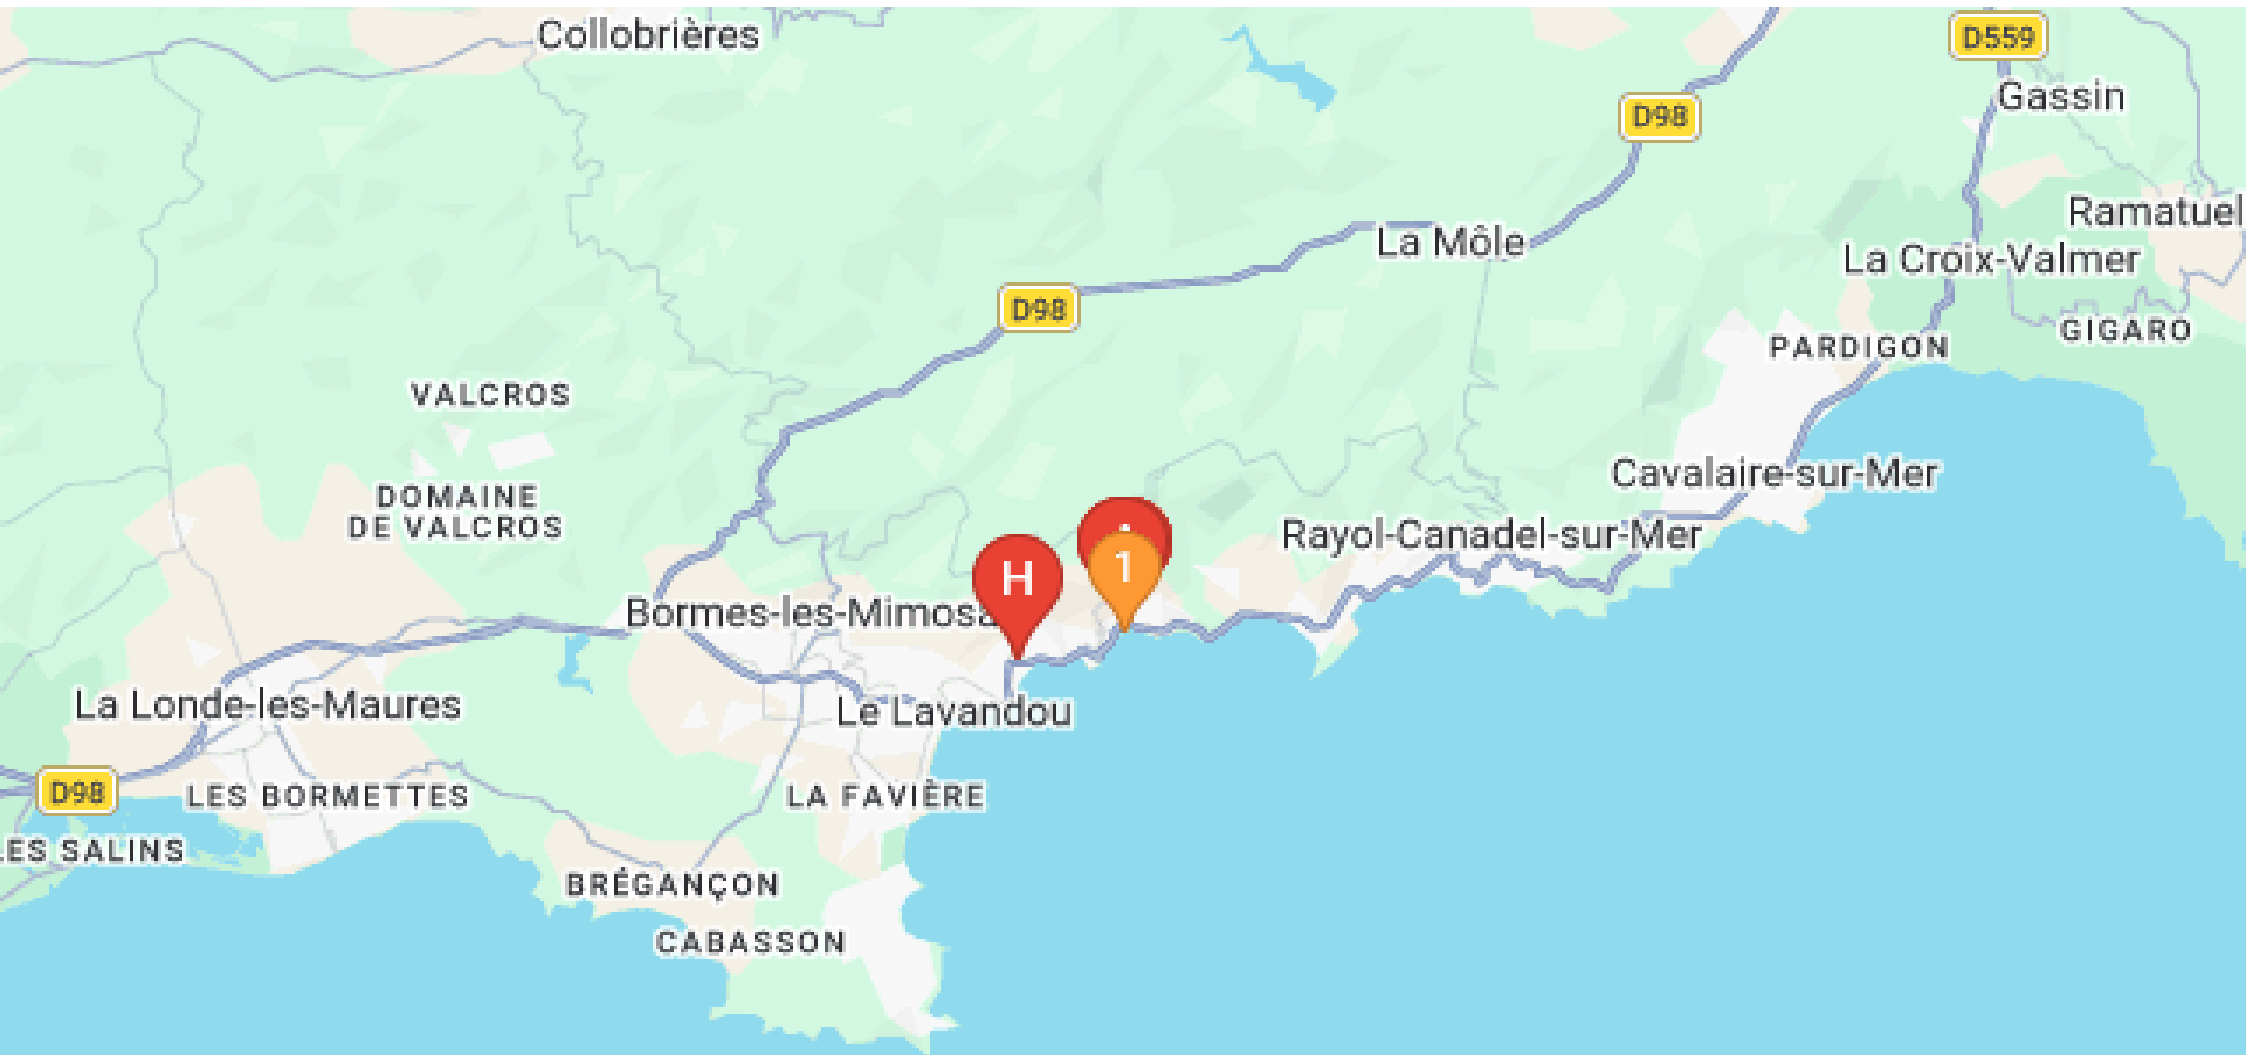 Collobrières
D559
Gassin
D98
Ramatuel
La Môle
La Croix-Valmer
D98
GIGARO
PARDIGON
VALCROS
Cavalaire-sur-Mer
DOMAINE
DE VALCROS
Rayol-Canadel-sur-Mer
1
H
Bormes-les-Mimosa
La Londe-les-Maures
Le Lavandou
D98
LES BORMETTES
LA FAVIÈRE
LES SALINS
BRÉGANÇON
CABASSON